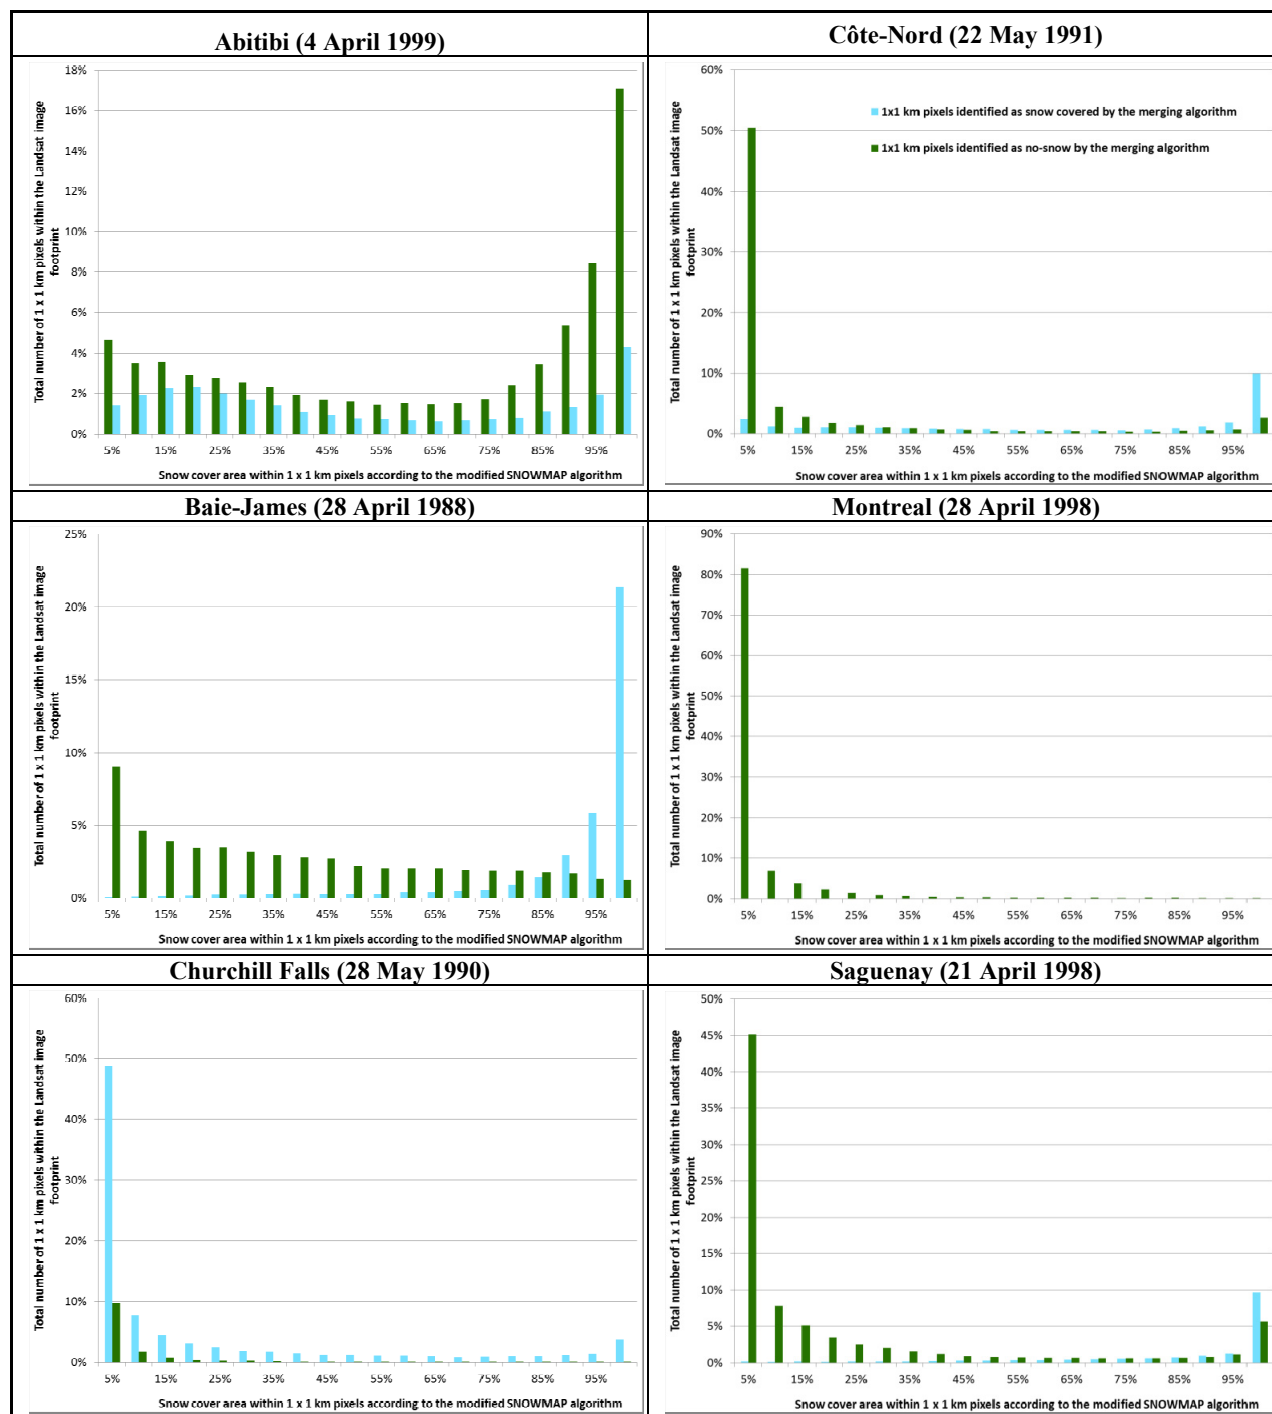 Abitibi (4 April 1999)
Total number of 1 x 1 km pixels within the Landsat image
footprint
18%
16%
14%
12%
10%
8%
6%
4%
2%
0%
5% 15% 25% 35% 45% 55% 65% 75% 85% 95%
Snow cover area within 1 x 1 km pixels according to the modified SNOWMAP algorithm
Côte-Nord (22 May 1991)
Total number of 1 x 1 km pixels within the Landsat image
footprint
60%
50%
40%
30%
20%
10%
0%
1x1 km pixels identified as snow covered by the merging algorithm
1x1 km pixels identified as no-snow by the merging algorithm
5% 15% 25% 35% 45% 55% 65% 75% 85% 95%
Snow cover area within 1 x 1 km pixels according to the modified SNOWMAP algorithm
Baie-James (28 April 1988)
Total number of 1 x 1 km pixels within the Landsat image
footprint
25%
20%
15%
10%
5%
0%
5% 15% 25% 35% 45% 55% 65% 75% 85% 95%
Snow cover area within 1 x 1 km pixels according to the modified SNOWMAP algorithm
Montreal (28 April 1998)
Total number of 1 x 1 km pixels within the Landsat image
footprint
90%
80%
70%
60%
50%
40%
30%
20%
10%
0%
5% 15% 25% 35% 45% 55% 65% 75% 85% 95%
Snow cover area within 1 x 1 km pixels according to the modified SNOWMAP algorithm
Churchill Falls (28 May 1990)
Total number of 1 x 1 km pixels within the Landsat image
footprint
60%
50%
40%
30%
20%
10%
0%
5% 15% 25% 35% 45% 55% 65% 75% 85% 95%
Snow cover area within 1 x 1 km pixels according to the modified SNOWMAP algorithm
Saguenay (21 April 1998)
Total number of 1 x 1 km pixels within the Landsat image
footprint
50%
45%
40%
35%
30%
25%
20%
15%
10%
5%
0%
5% 15% 25% 35% 45% 55% 65% 75% 85% 95%
Snow cover area within 1 x 1 km pixels according to the modified SNOWMAP algorithm